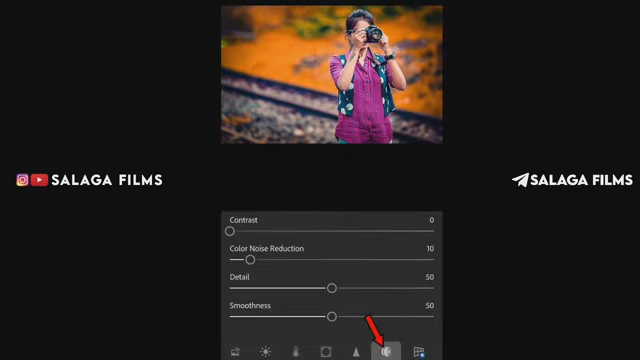 SALAGA FILMS
SALAGA FILMS
Contrast 0
Color Noise Reduction 10
Detail 50
Smoothness 50